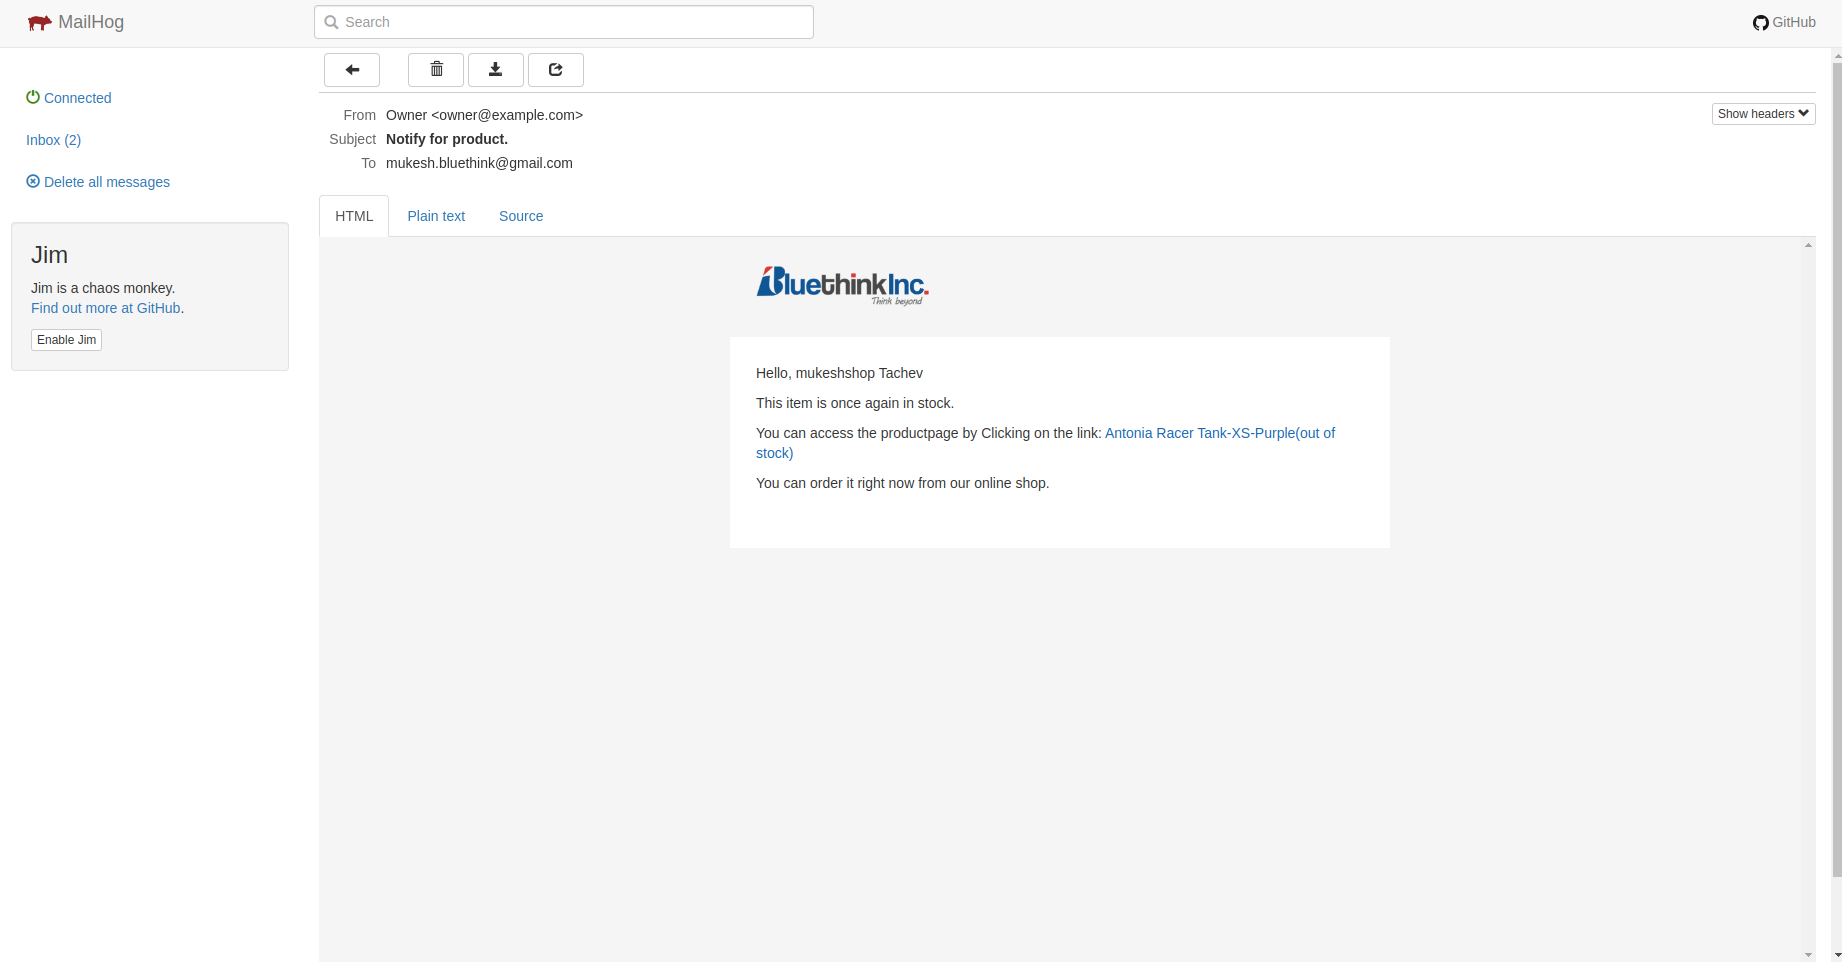 MailHog
Search
GitHub
Connected
Inbox (2)
Delete all messages
Jim
Jim is a chaos monkey.
Find out more at GitHub.
Enable Jim
From Owner <owner@example.com>
Show headers
Subject Notify for product.
To mukesh.bluethink@gmail.com
HTML Plain text Source
BluethinkInc.
Think beyond
Hello, mukeshshop Tachev
This item is once again in stock.
You can access the productpage by Clicking on the link: Antonia Racer Tank-XS-Purple(out of
stock)
You can order it right now from our online shop.